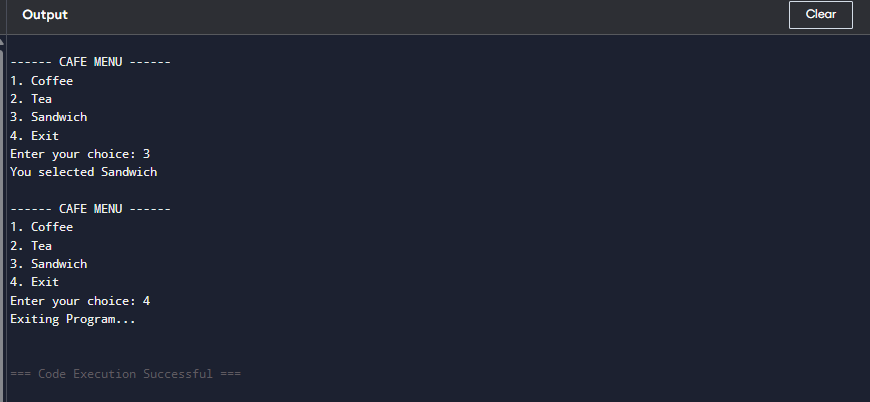 Output
Clear
------ CAFE MENU ------
1. Coffee
2. Tea
3. Sandwich
4. Exit
Enter your choice: 3
You selected Sandwich
------ CAFE MENU ------
1. Coffee
2. Tea
3. Sandwich
4. Exit
Enter your choice: 4
Exiting Program...
=== Code Execution Successful ===